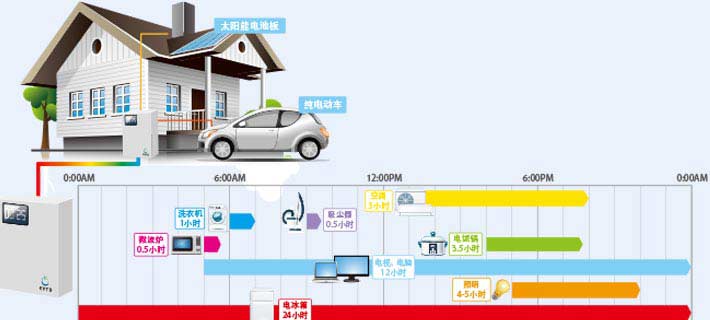 太阳能电池板
纯电动车
0:00AM
6:00AM
12:00PM
6:00PM
0:00AM
空调
洗衣机
1小时
吸尘器
0.5小时
微波炉
0.5小时
电饭锅
3.5小时
电视、电脑
12小时
照明
4-5小时
电冰箱
24小时